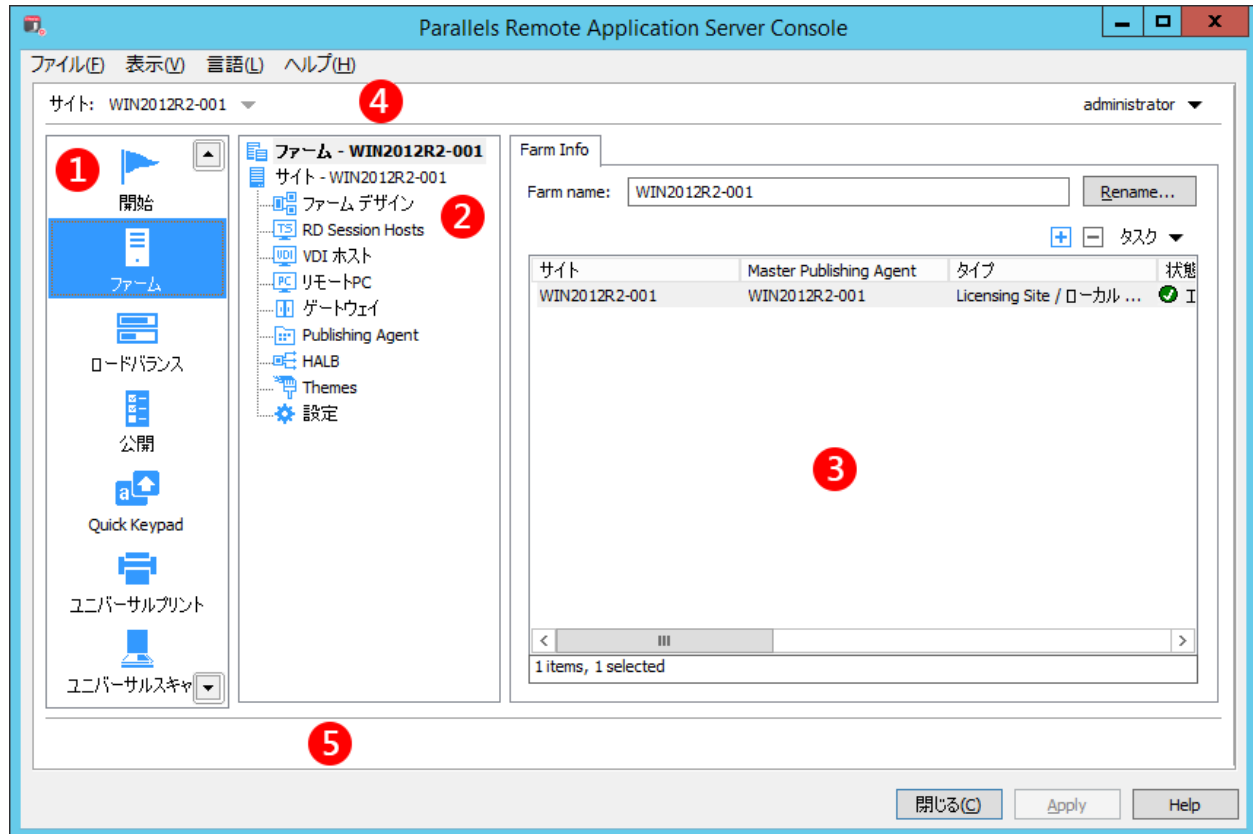 Parallels Remote Application Server Console
ファイル(F) 表示(V) 言語(L) ヘルプ(H)
サイト: WIN2012R2-001
4
administrator
1
開始
ファーム
ロードバランス
公開
Quick Keypad
ユニバーサルプリント
ユニバーサルスキャ
ファーム - WIN2012R2-001
サイト - WIN2012R2-001
ファーム デザイン
2
TS RD Session Hosts
VDI VDI ホスト
PC リモートPC
ゲートウェイ
Publishing Agent
HALB
Themes
設定
Farm Info
Farm name: WIN2012R2-001 Rename...
タスク
サイト Master Publishing Agent タイプ 状態
WIN2012R2-001 WIN2012R2-001 Licensing Site / ローカル ...
3
1 items, 1 selected
5
閉じる(C) Apply Help